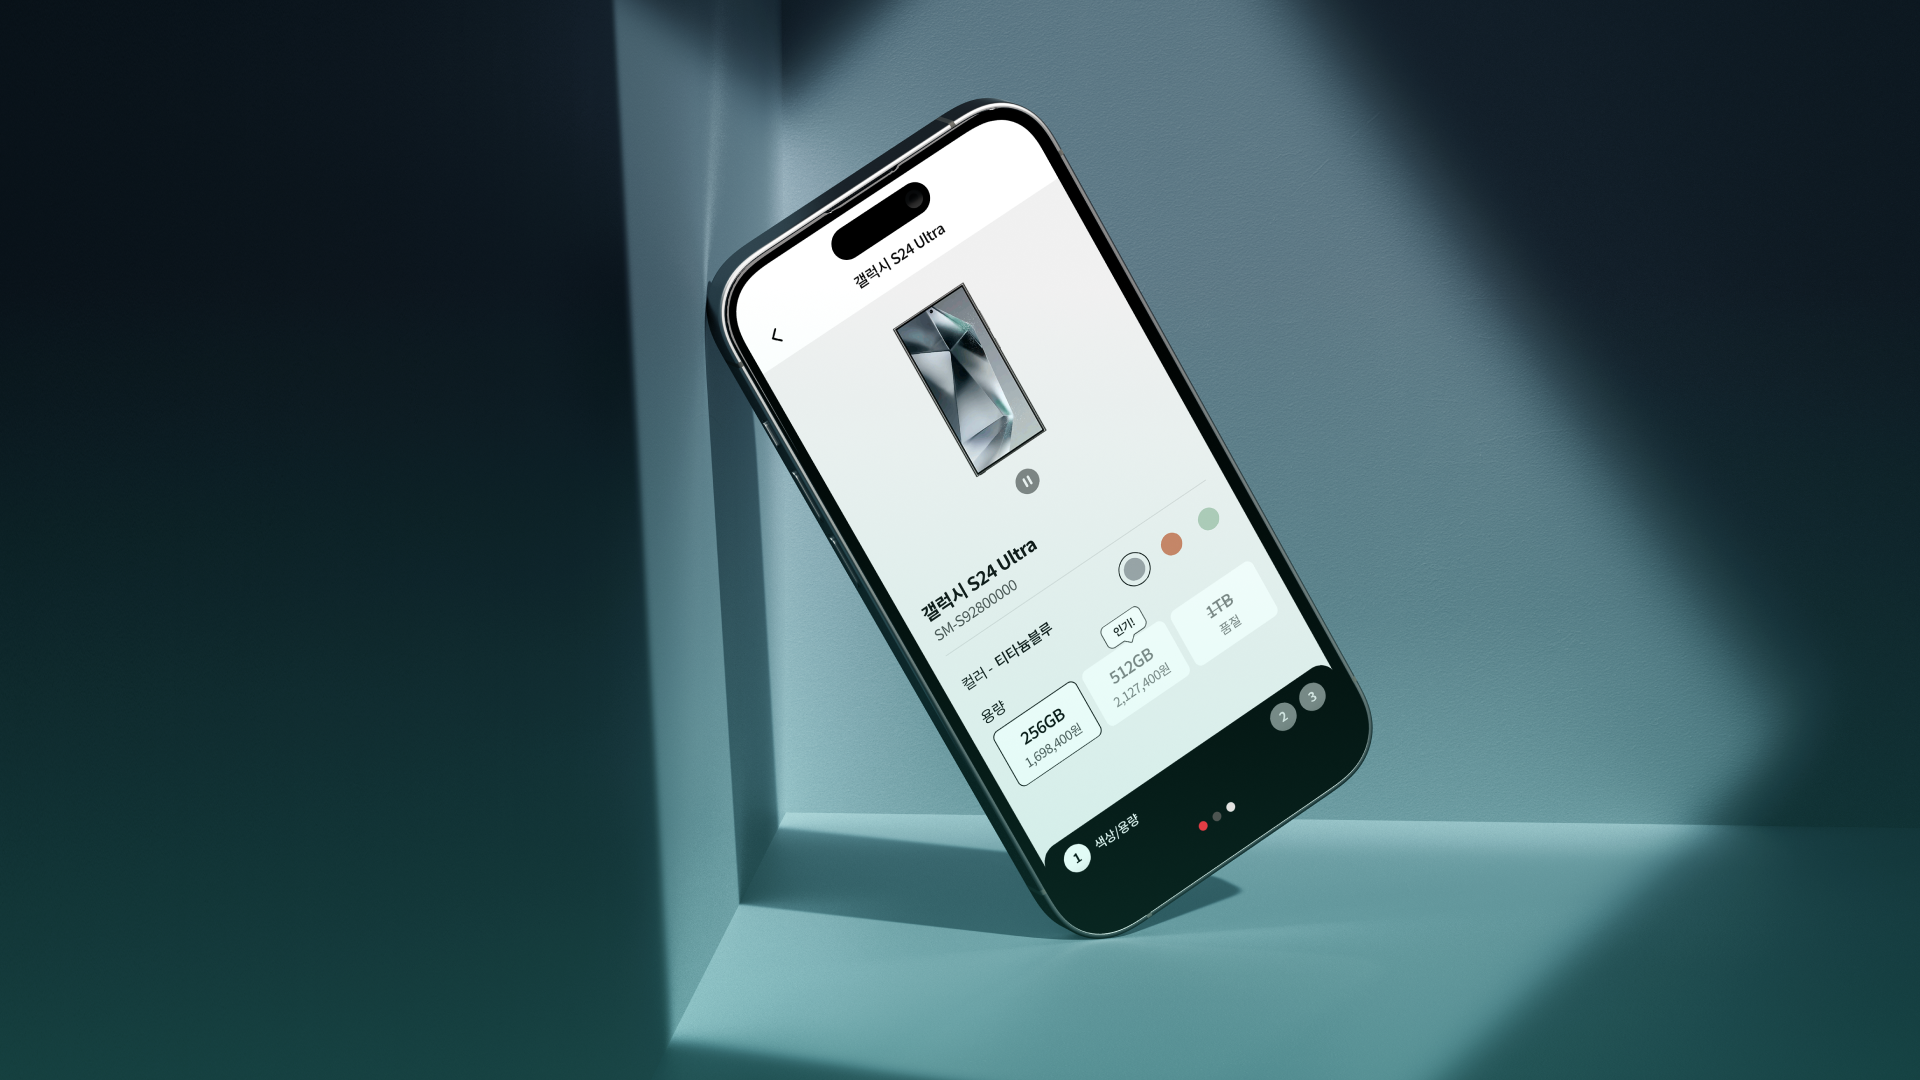 갤럭시 S24 Ultra
갤럭시 S24 Ultra
SM-S92800000
컬러 - 티타늄블루
용량
256GB
1,698,400원
인기!
512GB
2,127,400원
1TB
품절
1 색상/용량
2
3